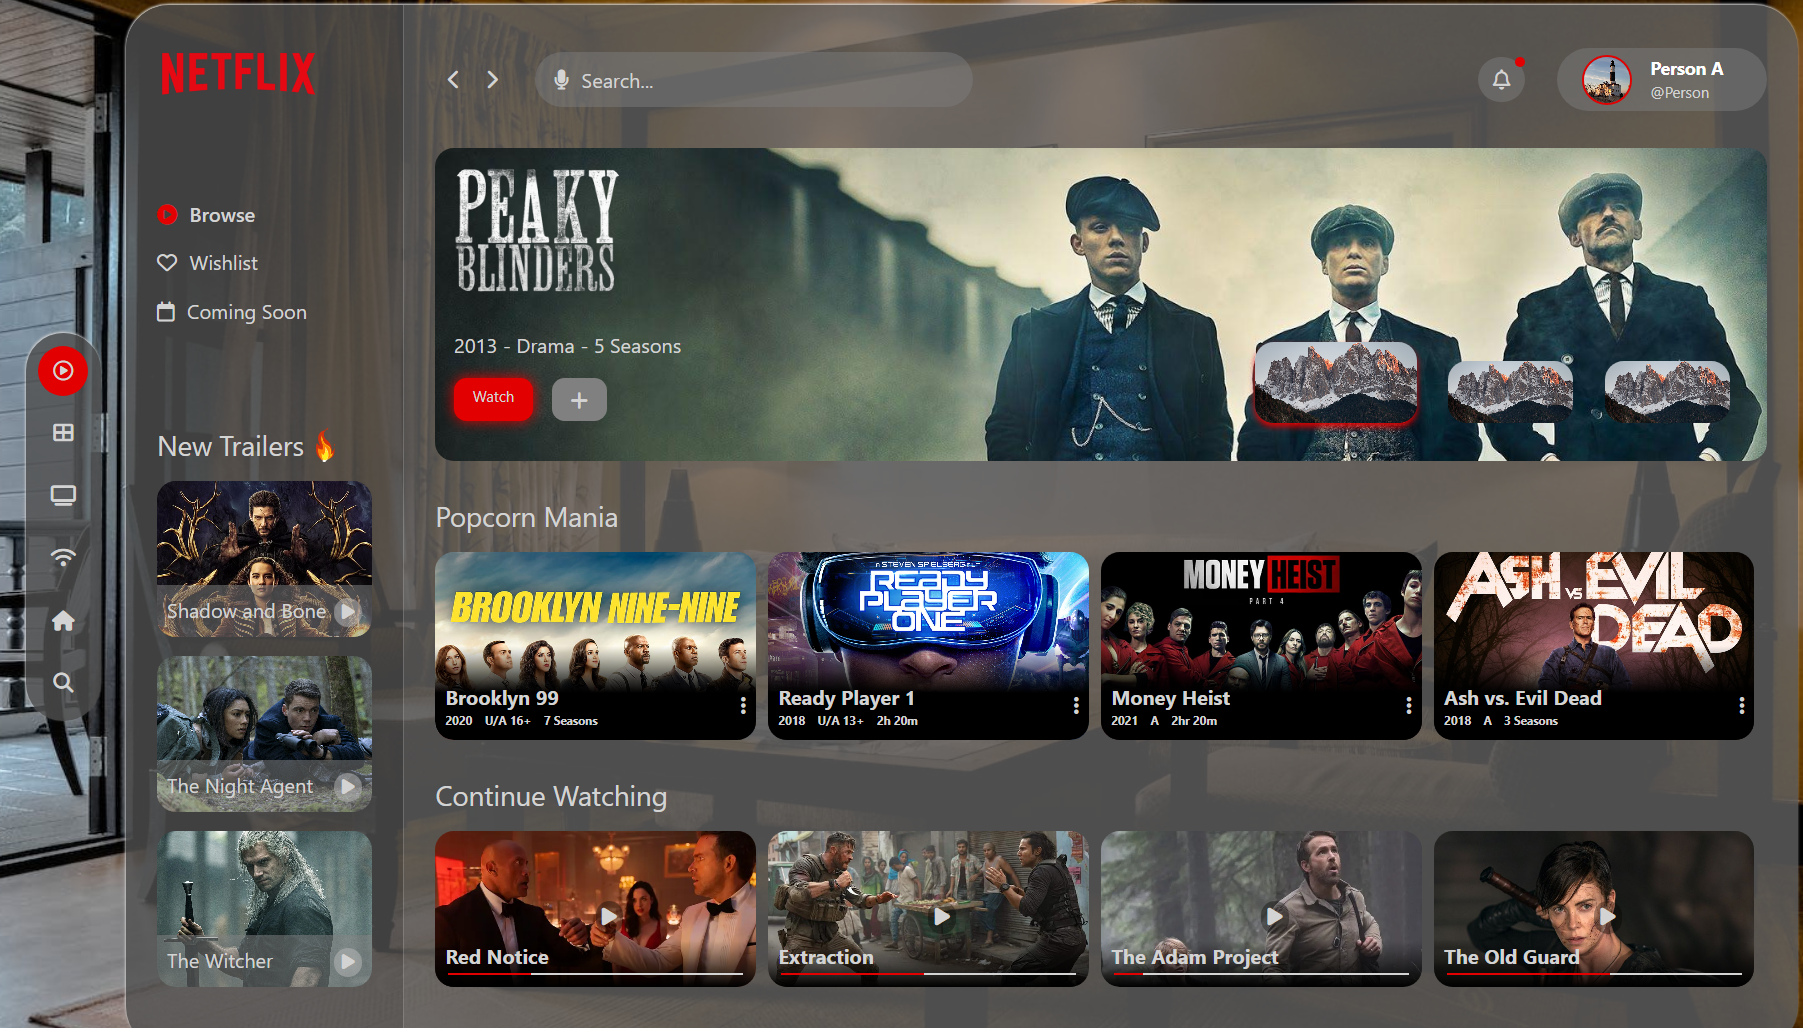 NETFLIX
Search...
Person A
@Person
Browse
Wishlist
Coming Soon
PEAKY
BLINDERS
2013 - Drama - 5 Seasons
Watch
New Trailers
Shadow and Bone
The Night Agent
The Witcher
Popcorn Mania
BROOKLYN NINE-NINE
Brooklyn 99
2020 U/A 16+ 7 Seasons
A STEVEN SPIELBERG
READY
PLAYER
ONE
Ready Player 1
2018 U/A 13+ 2h 20m
MONEY HEIST
PART 4
Money Heist
2021 A 2hr 20m
ASH VS EVIL
DEAD
Ash vs. Evil Dead
2018 A 3 Seasons
Continue Watching
Red Notice
Extraction
The Adam Project
The Old Guard